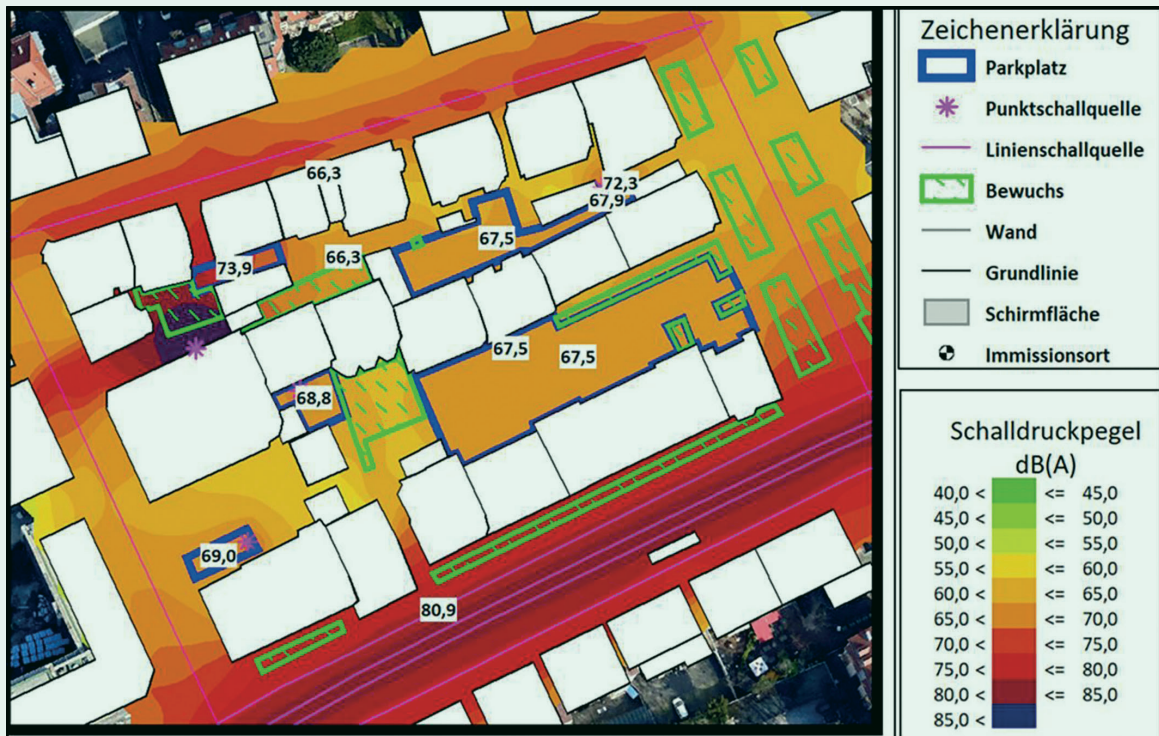 66,3
72,3
67,9
67,5
66,3
73,9
67,5
67,5
68,8
69,0
80,9
Zeichenerklärung
Parkplatz
Punktschallquelle
Linienschallquelle
Bewuchs
Wand
Grundlinie
Schirmfläche
Immissionsort
Schalldruckpegel
dB(A)
40,0 < <= 45,0
45,0 < <= 50,0
50,0 < <= 55,0
55,0 < <= 60,0
60,0 < <= 65,0
65,0 < <= 70,0
70,0 < <= 75,0
75,0 < <= 80,0
80,0 < <= 85,0
85,0 <